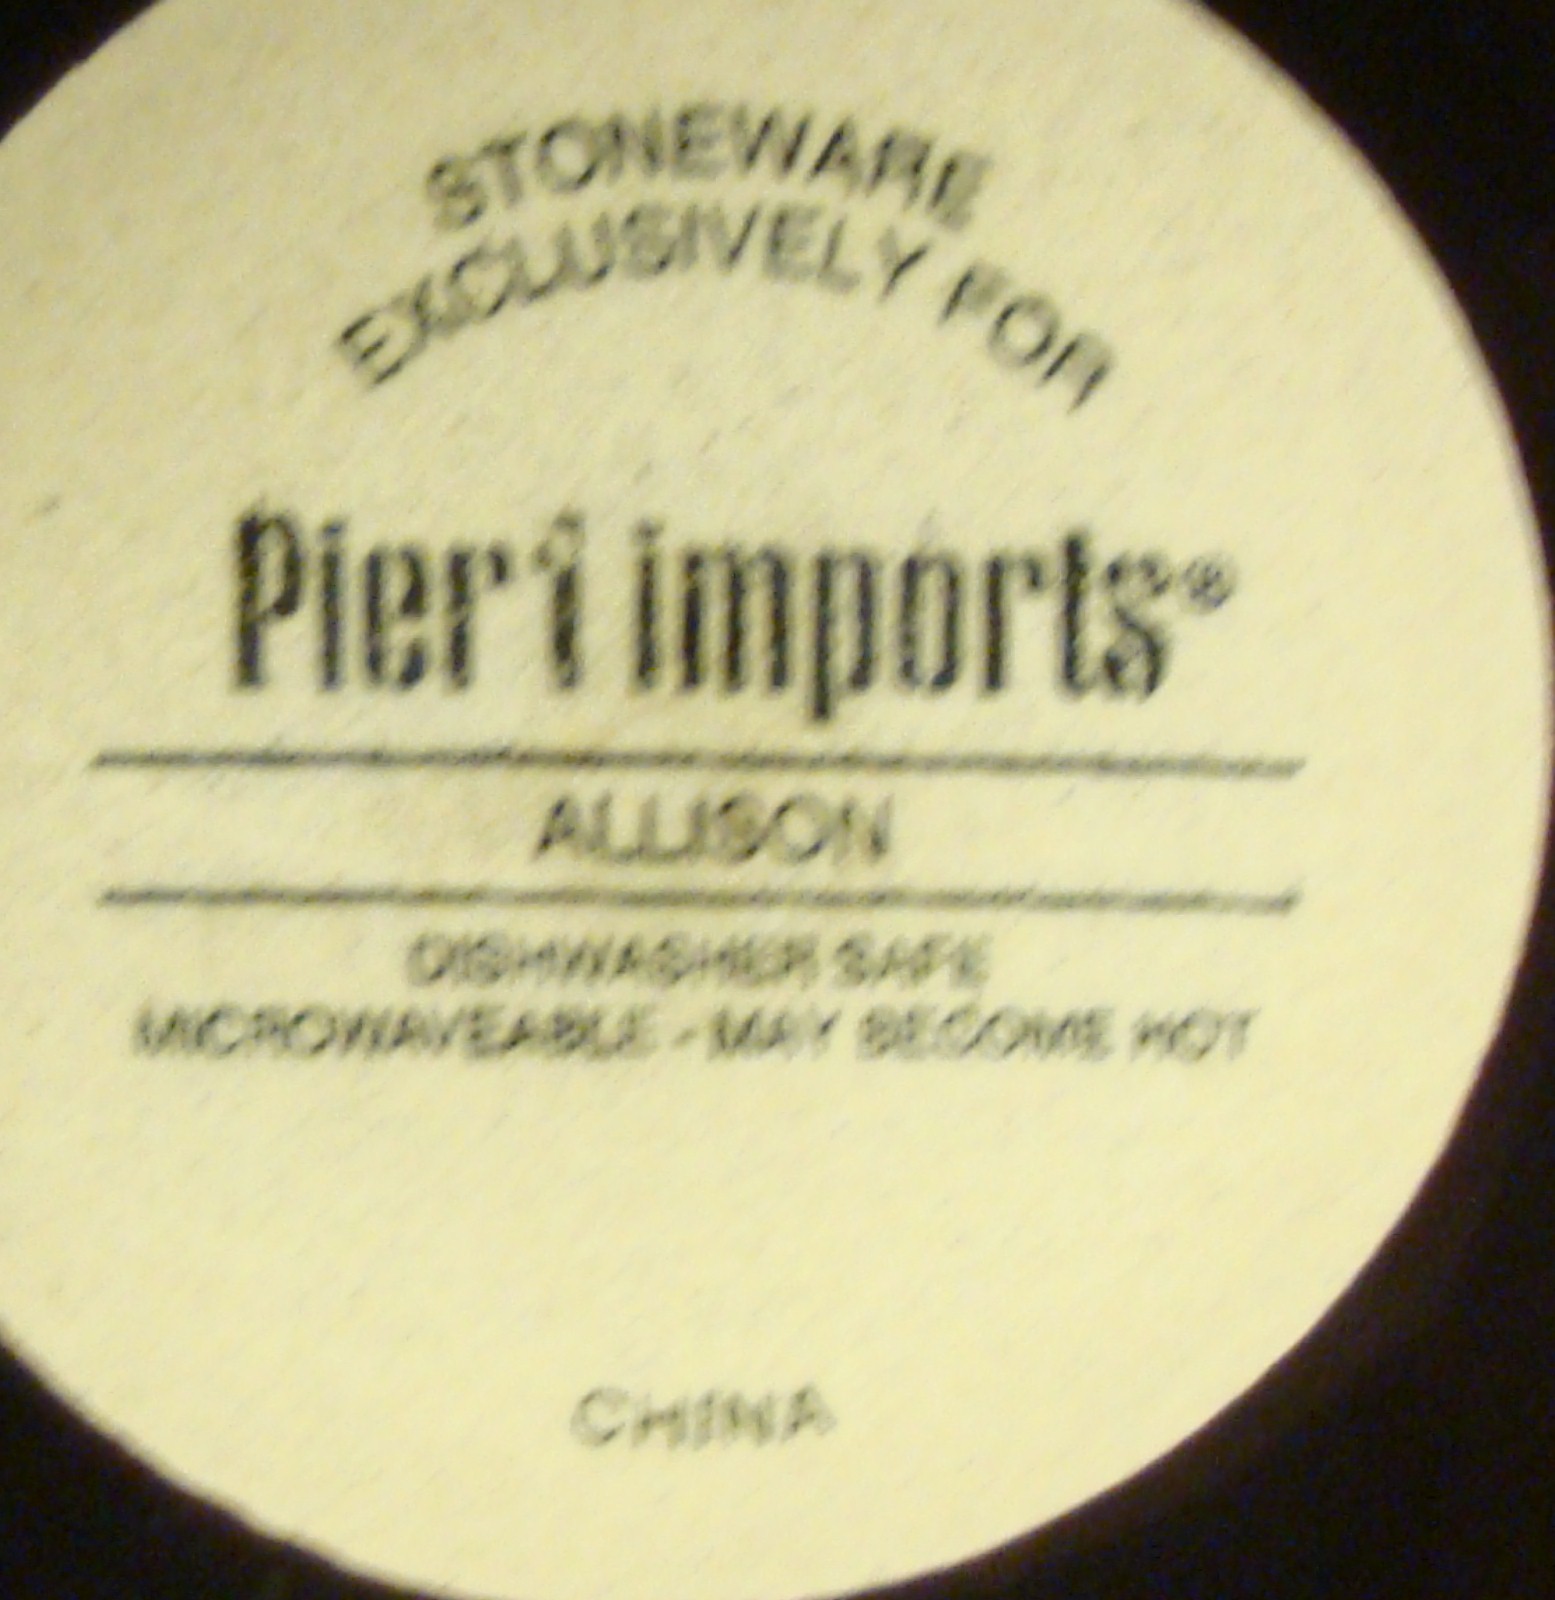 STONEWARE
EXCLUSIVELY FOR
Pier 1 imports®
ALLISON
DISHWASHER SAFE
MICROWAVEABLE - MAY BECOME HOT
CHINA